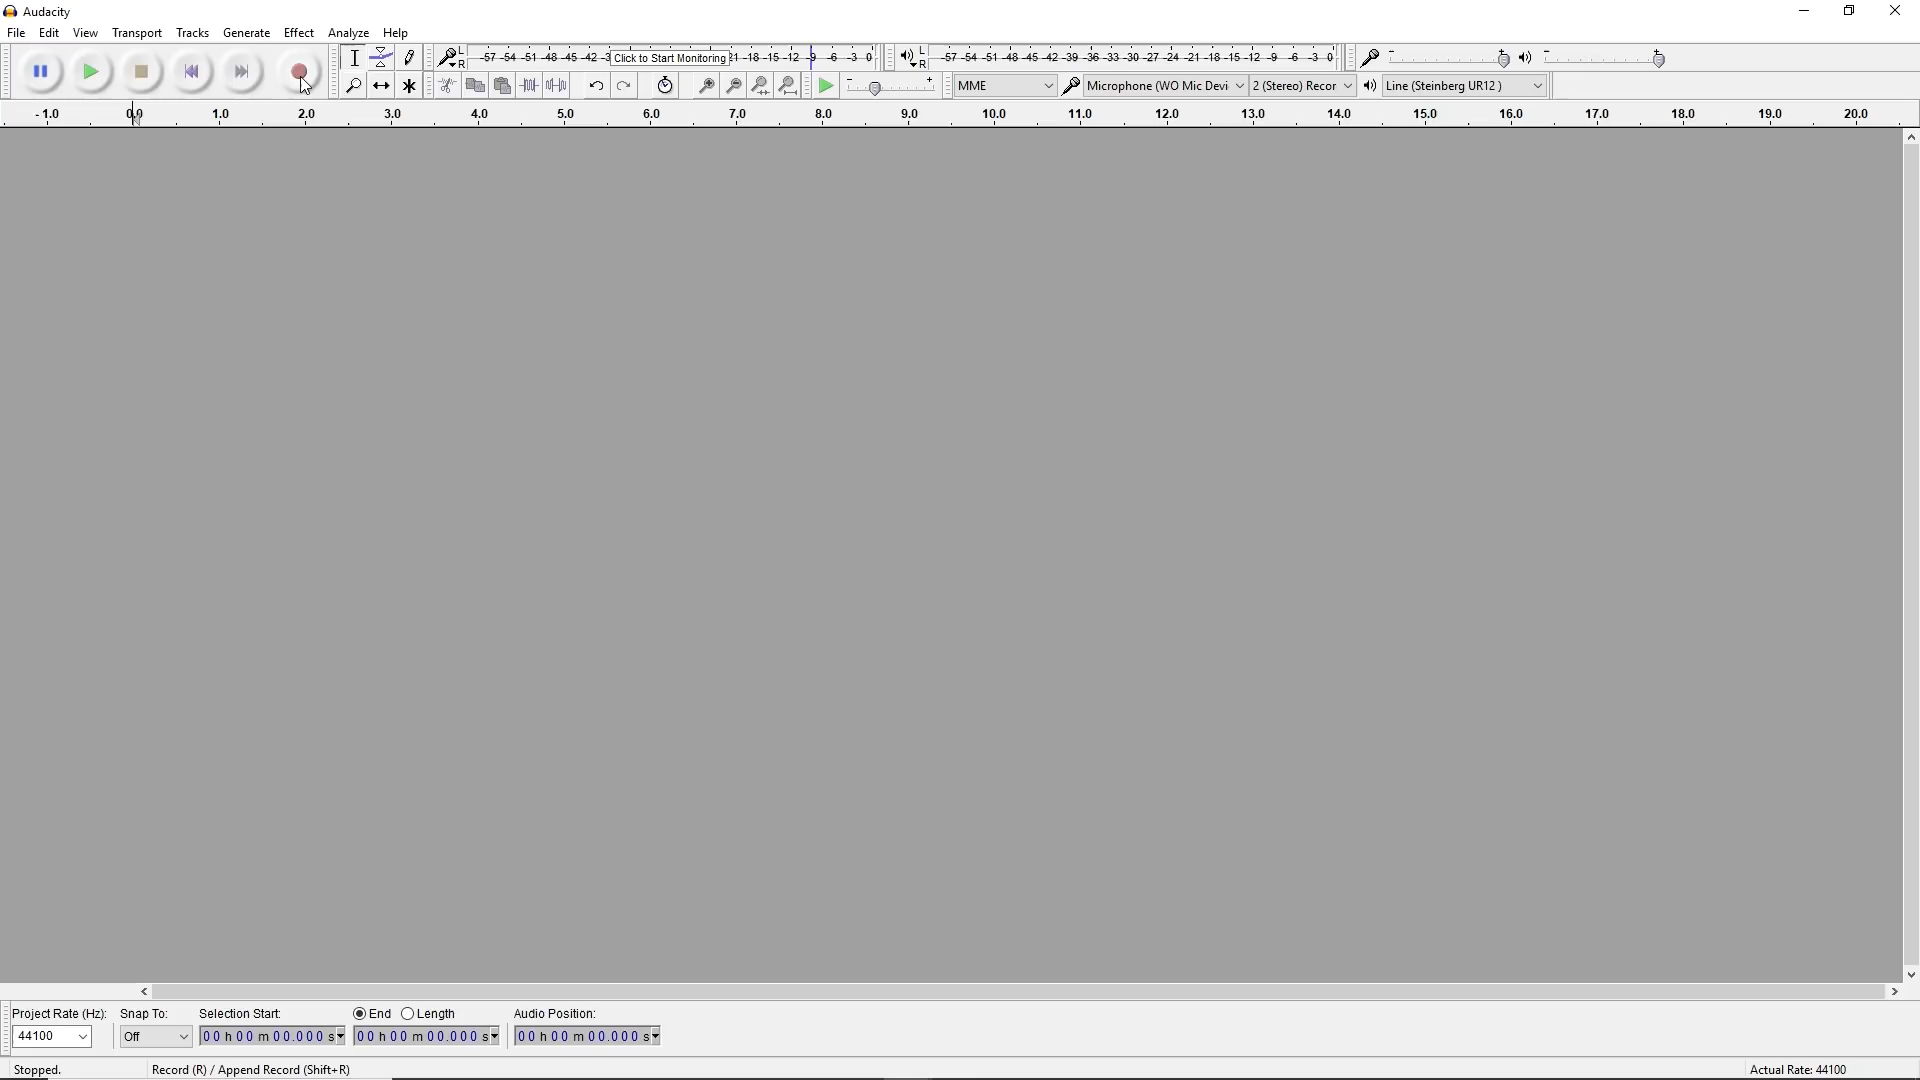 Audacity
File Edit View Transport Tracks Generate Effect Analyze Help
L R -57 -54 -51 -48 -45 -42 -3 Click to Start Monitoring 21 -18 -15 -12 -9 -6 -3 0 L R -57 -54 -51 -48 -45 -42 -39 -36 -33 -30 -27 -24 -21 -18 -15 -12 -9 -6 -3 0 - + - +
- + MME Microphone (WO Mic Devi 2 (Stereo) Recor Line (Steinberg UR12 )
-1.0 0.0 1.0 2.0 3.0 4.0 5.0 6.0 7.0 8.0 9.0 10.0 11.0 12.0 13.0 14.0 15.0 16.0 17.0 18.0 19.0 20.0
Project Rate (Hz): Snap To: Selection Start: End Length Audio Position:
44100 Off 00 h 00 m 00.000 s 00 h 00 m 00.000 s 00 h 00 m 00.000 s
Stopped. Record (R) / Append Record (Shift+R) Actual Rate: 44100